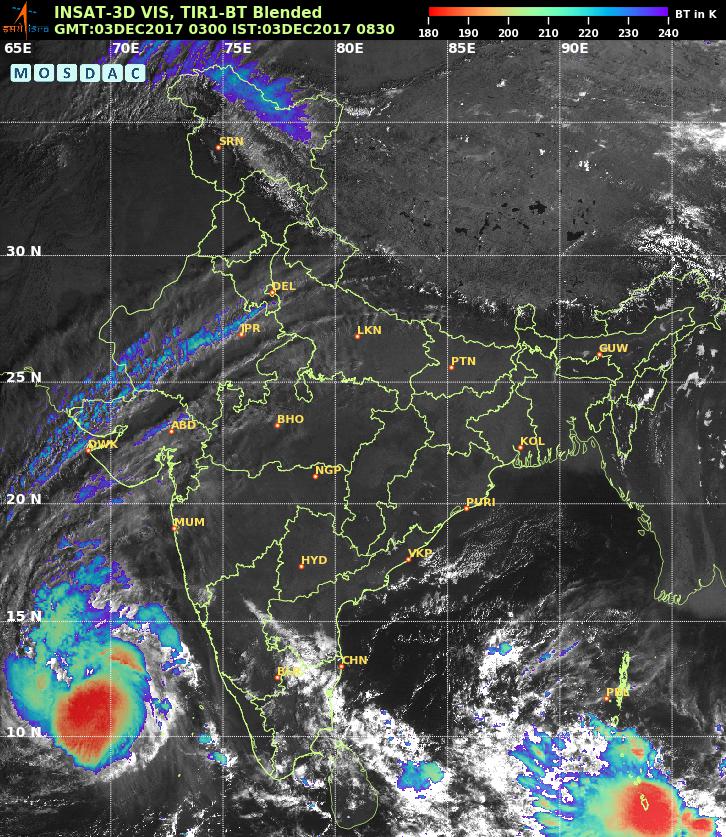 INSAT-3D VIS, TIR1-BT Blended
GMT:03DEC2017 0300 IST:03DEC2017 0830
BT in K
180 190 200 210 220 230 240
65E 70E 75E 80E 85E 90E
MOSDAC
SRN
30 N
DEL
JPR LKN GUW
PTN
25 N
ABD BHO
DWK KOL
NGP
20 N PURI
MUM
HYD VKP
15 N
CHN
PBL
10 N